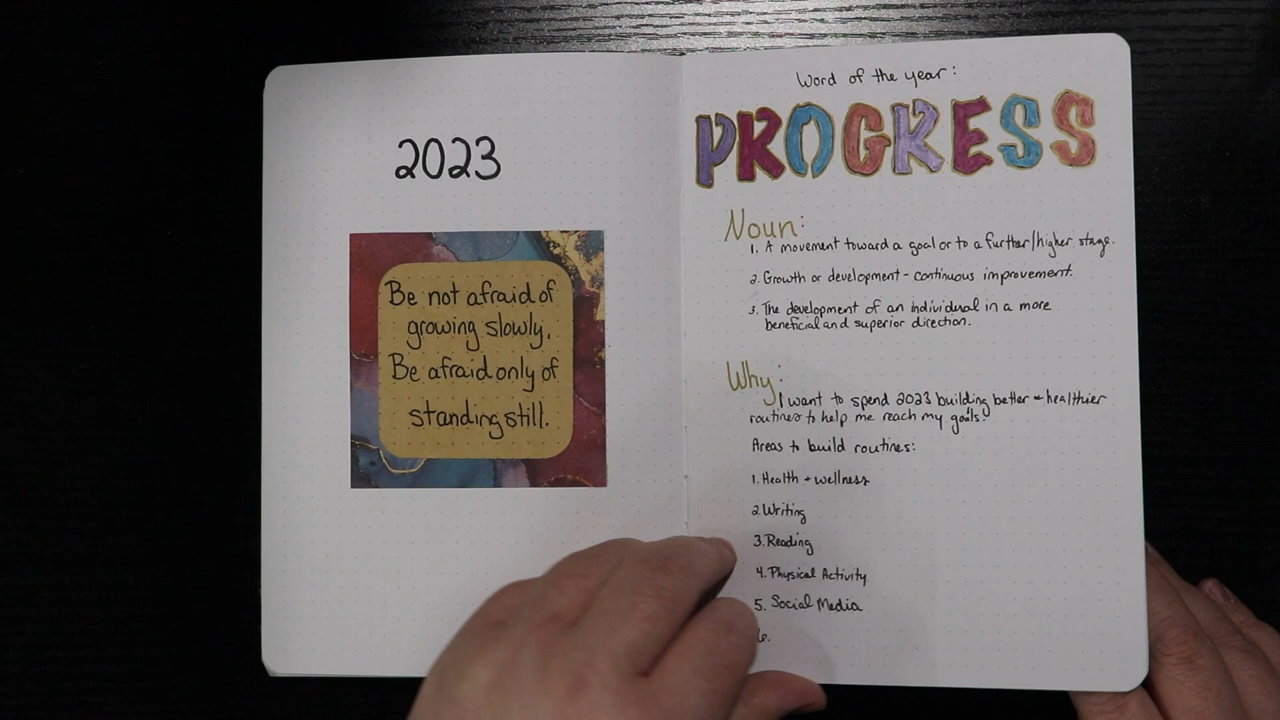 2023
Be not afraid of
growing slowly.
Be afraid only of
standing still.
Word of the year:
PROGRESS
Noun:
1. A movement toward a goal or to a further/higher stage.
2. Growth or development - continuous improvement.
3. The development of an individual in a more
beneficial and superior direction.
Why:
I want to spend 2023 building better + healthier
routines to help me reach my goals.
Areas to build routines:
1. Health + wellness
2. Writing
3. Reading
4. Physical Activity
5. Social Media
6.